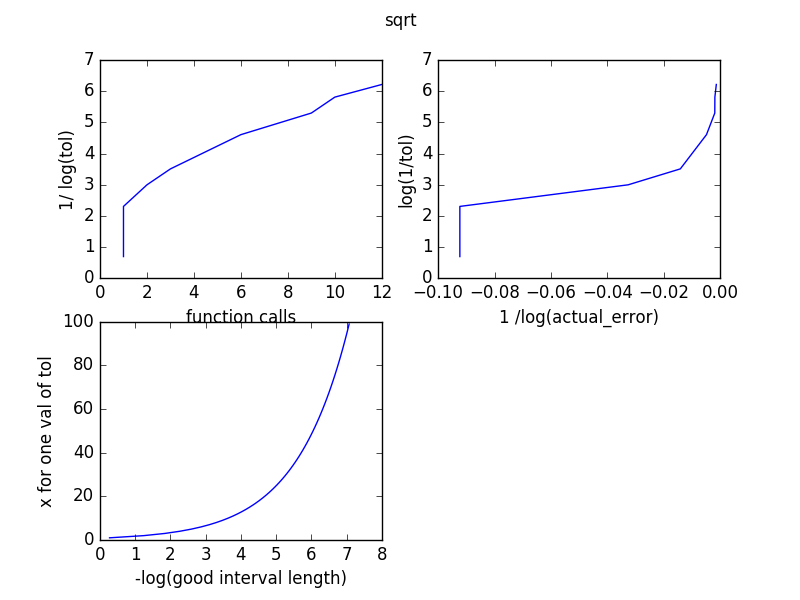 sqrt
7
6
5
4
3
2
1
0
1/ log(tol)
0 2 4 6 8 10 12
function calls
7
6
5
4
3
2
1
0
log(1/tol)
−0.10 −0.08 −0.06 −0.04 −0.02 0.00
1 /log(actual_error)
100
80
60
40
20
0
x for one val of tol
0 1 2 3 4 5 6 7 8
-log(good interval length)